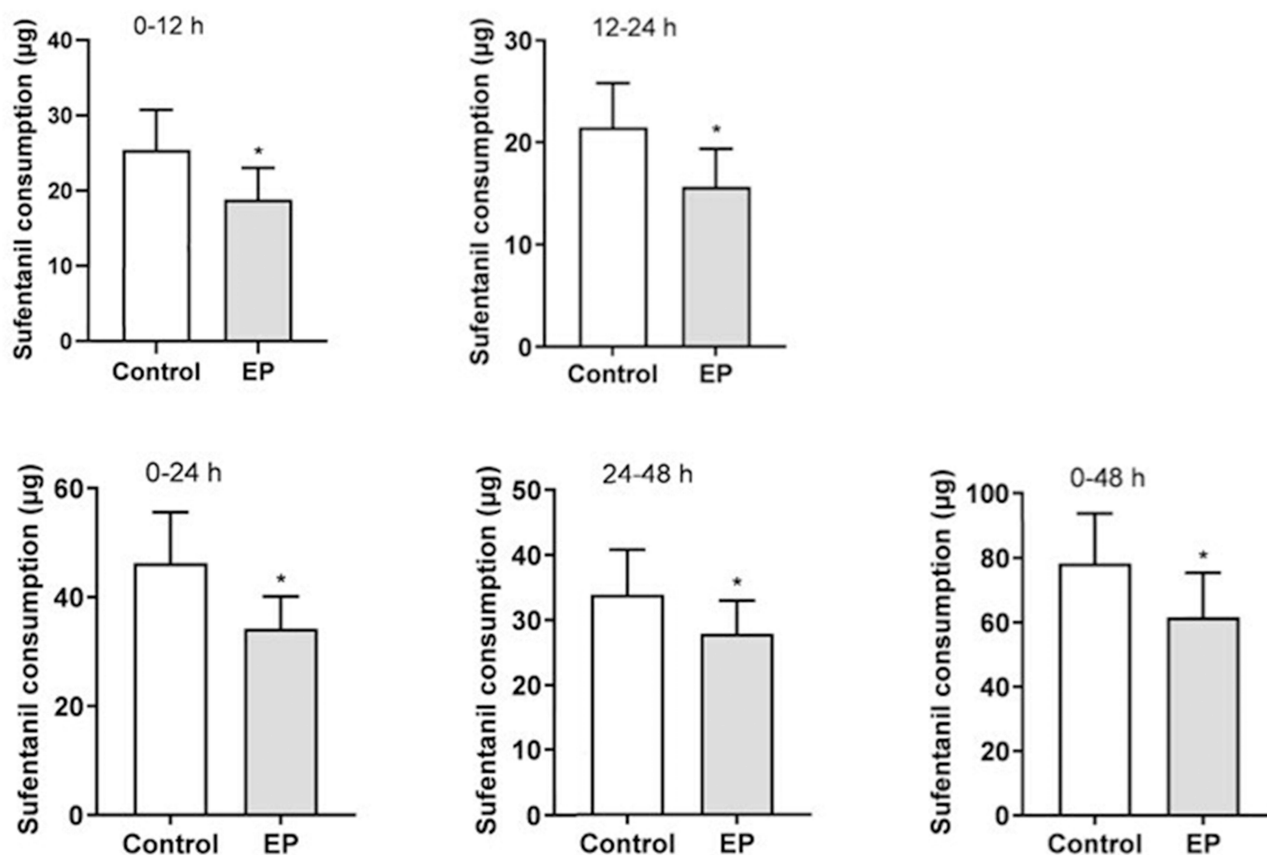 0-12 h
Sufentanil consumption (µg)
40
30
20
10
0
Control EP
*
12-24 h
Sufentanil consumption (µg)
30
20
10
0
Control EP
*
0-24 h
Sufentanil consumption (µg)
60
40
20
0
Control EP
*
24-48 h
Sufentanil consumption (µg)
50
40
30
20
10
0
Control EP
*
0-48 h
Sufentanil consumption (µg)
100
80
60
40
20
0
Control EP
*